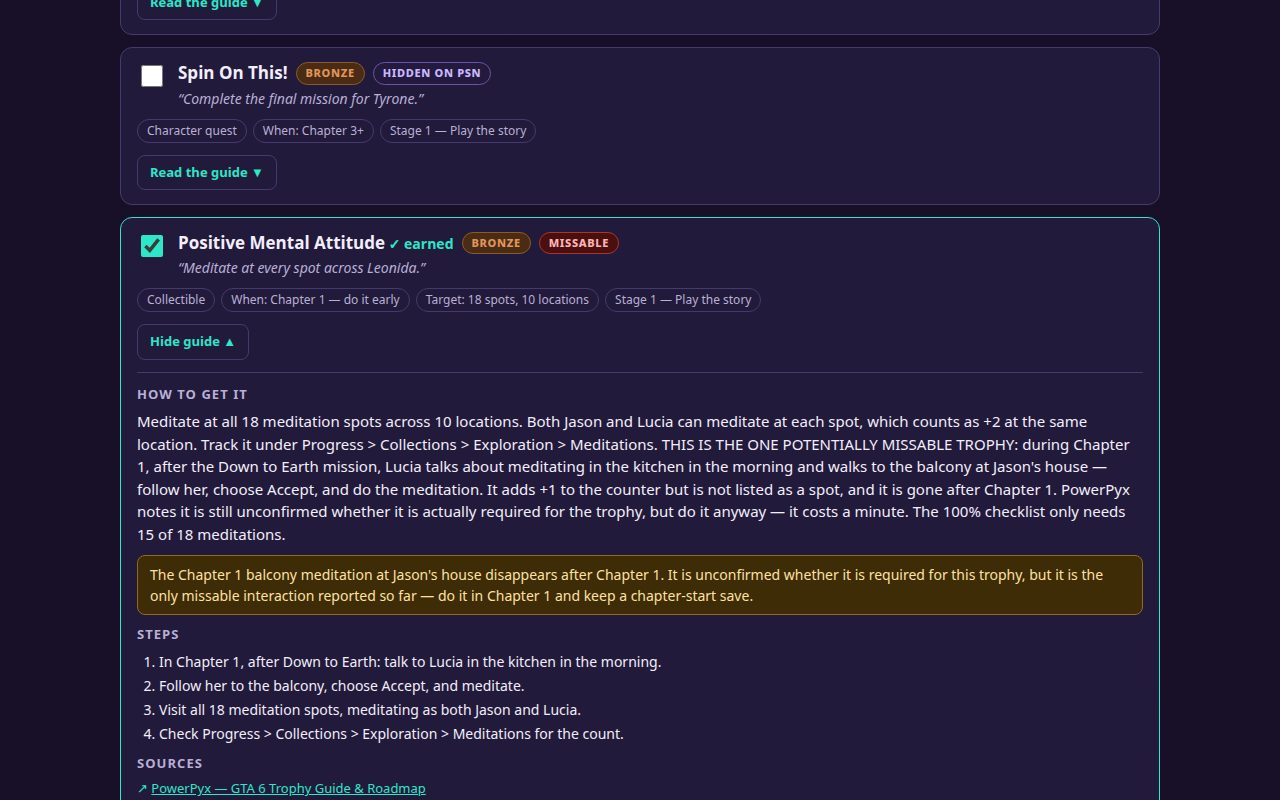 Read the guide ▼
Spin On This! BRONZE HIDDEN ON PSN
“Complete the final mission for Tyrone.”
Character quest When: Chapter 3+ Stage 1 — Play the story
Read the guide ▼
Positive Mental Attitude ✓ earned BRONZE MISSABLE
“Meditate at every spot across Leonida.”
Collectible When: Chapter 1 — do it early Target: 18 spots, 10 locations Stage 1 — Play the story
Hide guide ▲
HOW TO GET IT
Meditate at all 18 meditation spots across 10 locations. Both Jason and Lucia can meditate at each spot, which counts as +2 at the same
location. Track it under Progress > Collections > Exploration > Meditations. THIS IS THE ONE POTENTIALLY MISSABLE TROPHY: during Chapter
1, after the Down to Earth mission, Lucia talks about meditating in the kitchen in the morning and walks to the balcony at Jason's house —
follow her, choose Accept, and do the meditation. It adds +1 to the counter but is not listed as a spot, and it is gone after Chapter 1. PowerPyx
notes it is still unconfirmed whether it is actually required for the trophy, but do it anyway — it costs a minute. The 100% checklist only needs
15 of 18 meditations.
The Chapter 1 balcony meditation at Jason's house disappears after Chapter 1. It is unconfirmed whether it is required for this trophy, but it is the
only missable interaction reported so far — do it in Chapter 1 and keep a chapter-start save.
STEPS
1. In Chapter 1, after Down to Earth: talk to Lucia in the kitchen in the morning.
2. Follow her to the balcony, choose Accept, and meditate.
3. Visit all 18 meditation spots, meditating as both Jason and Lucia.
4. Check Progress > Collections > Exploration > Meditations for the count.
SOURCES
↗ PowerPyx — GTA 6 Trophy Guide & Roadmap